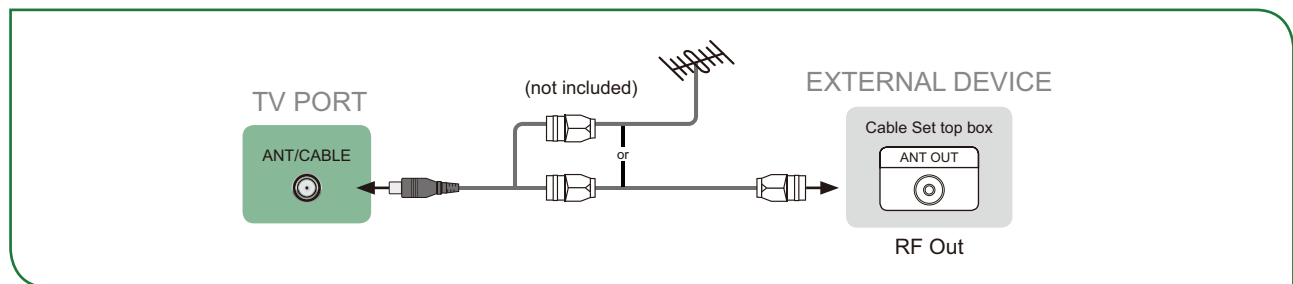 TV PORT
ANT/CABLE
(not included)
or
EXTERNAL DEVICE
Cable Set top box
ANT OUT
RF Out